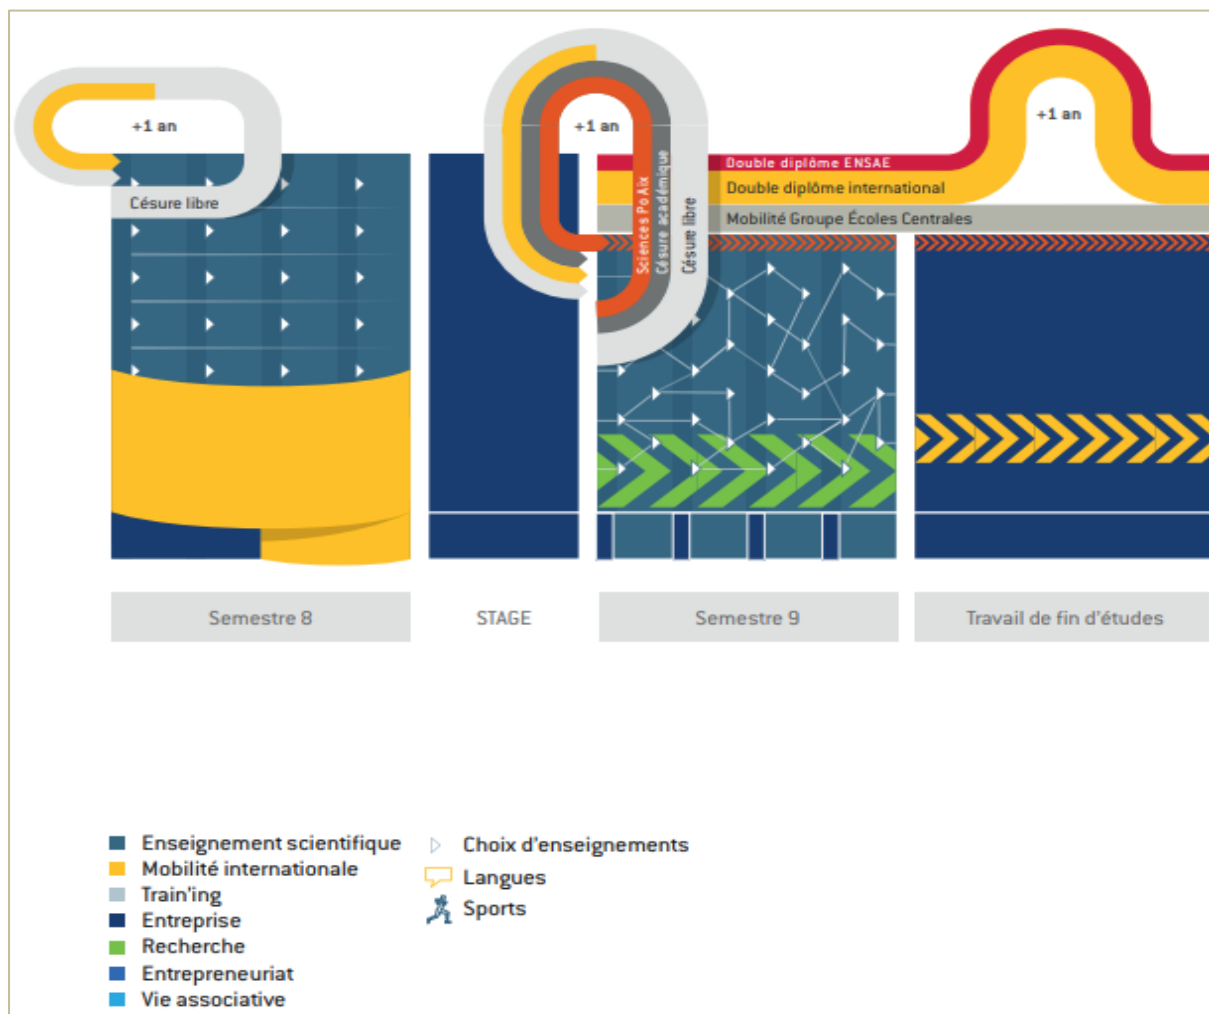 +1 an
Césure libre
+1 an
Sciences Po Aix
Césure académique
Césure libre
+1 an
Double diplôme ENSAE
Double diplôme international
Mobilité Groupe Écoles Centrales
Semestre 8
STAGE
Semestre 9
Travail de fin d'études
Enseignement scientifique
Mobilité internationale
Train'ing
Entreprise
Recherche
Entrepreneuriat
Vie associative
Choix d'enseignements
Langues
Sports